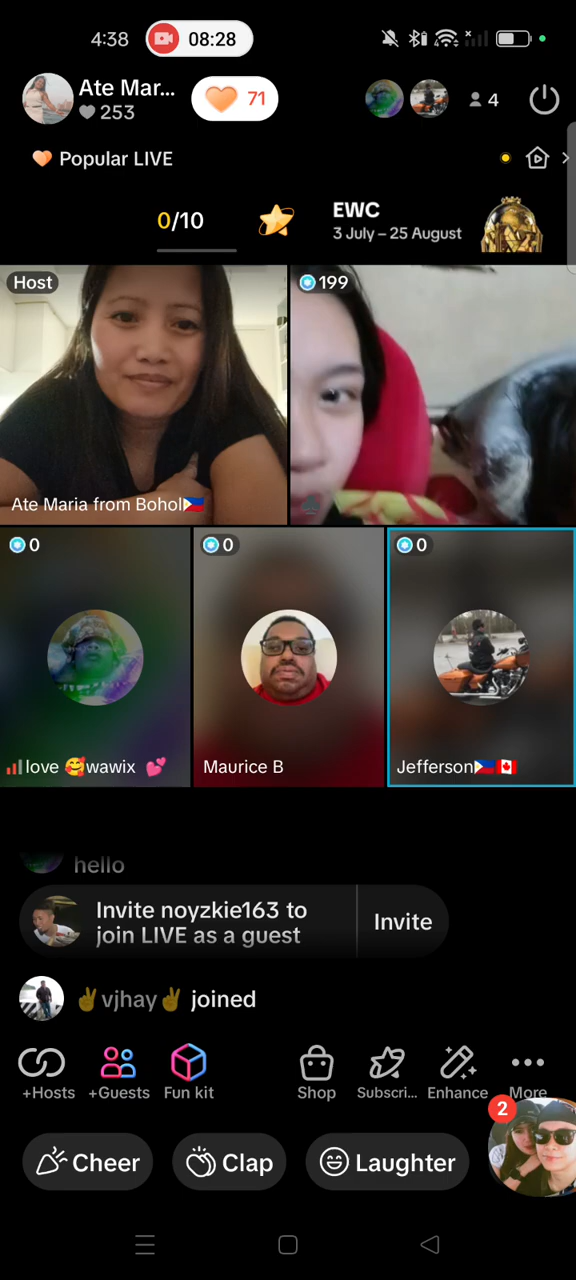 4:38 08:28
Ate Mar...
253
71
4
Popular LIVE
0/10
EWC
3 July – 25 August
Host
199
Ate Maria from Bohol🇵🇭
0
0
0
love 🥰wawix 💕
Maurice B
Jefferson🇵🇭🇨🇦
hello
Invite noyzkie163 to
join LIVE as a guest
Invite
✌vjhay✌ joined
+Hosts
+Guests
Fun kit
Shop
Subscri...
Enhance
More
2
Cheer
Clap
Laughter